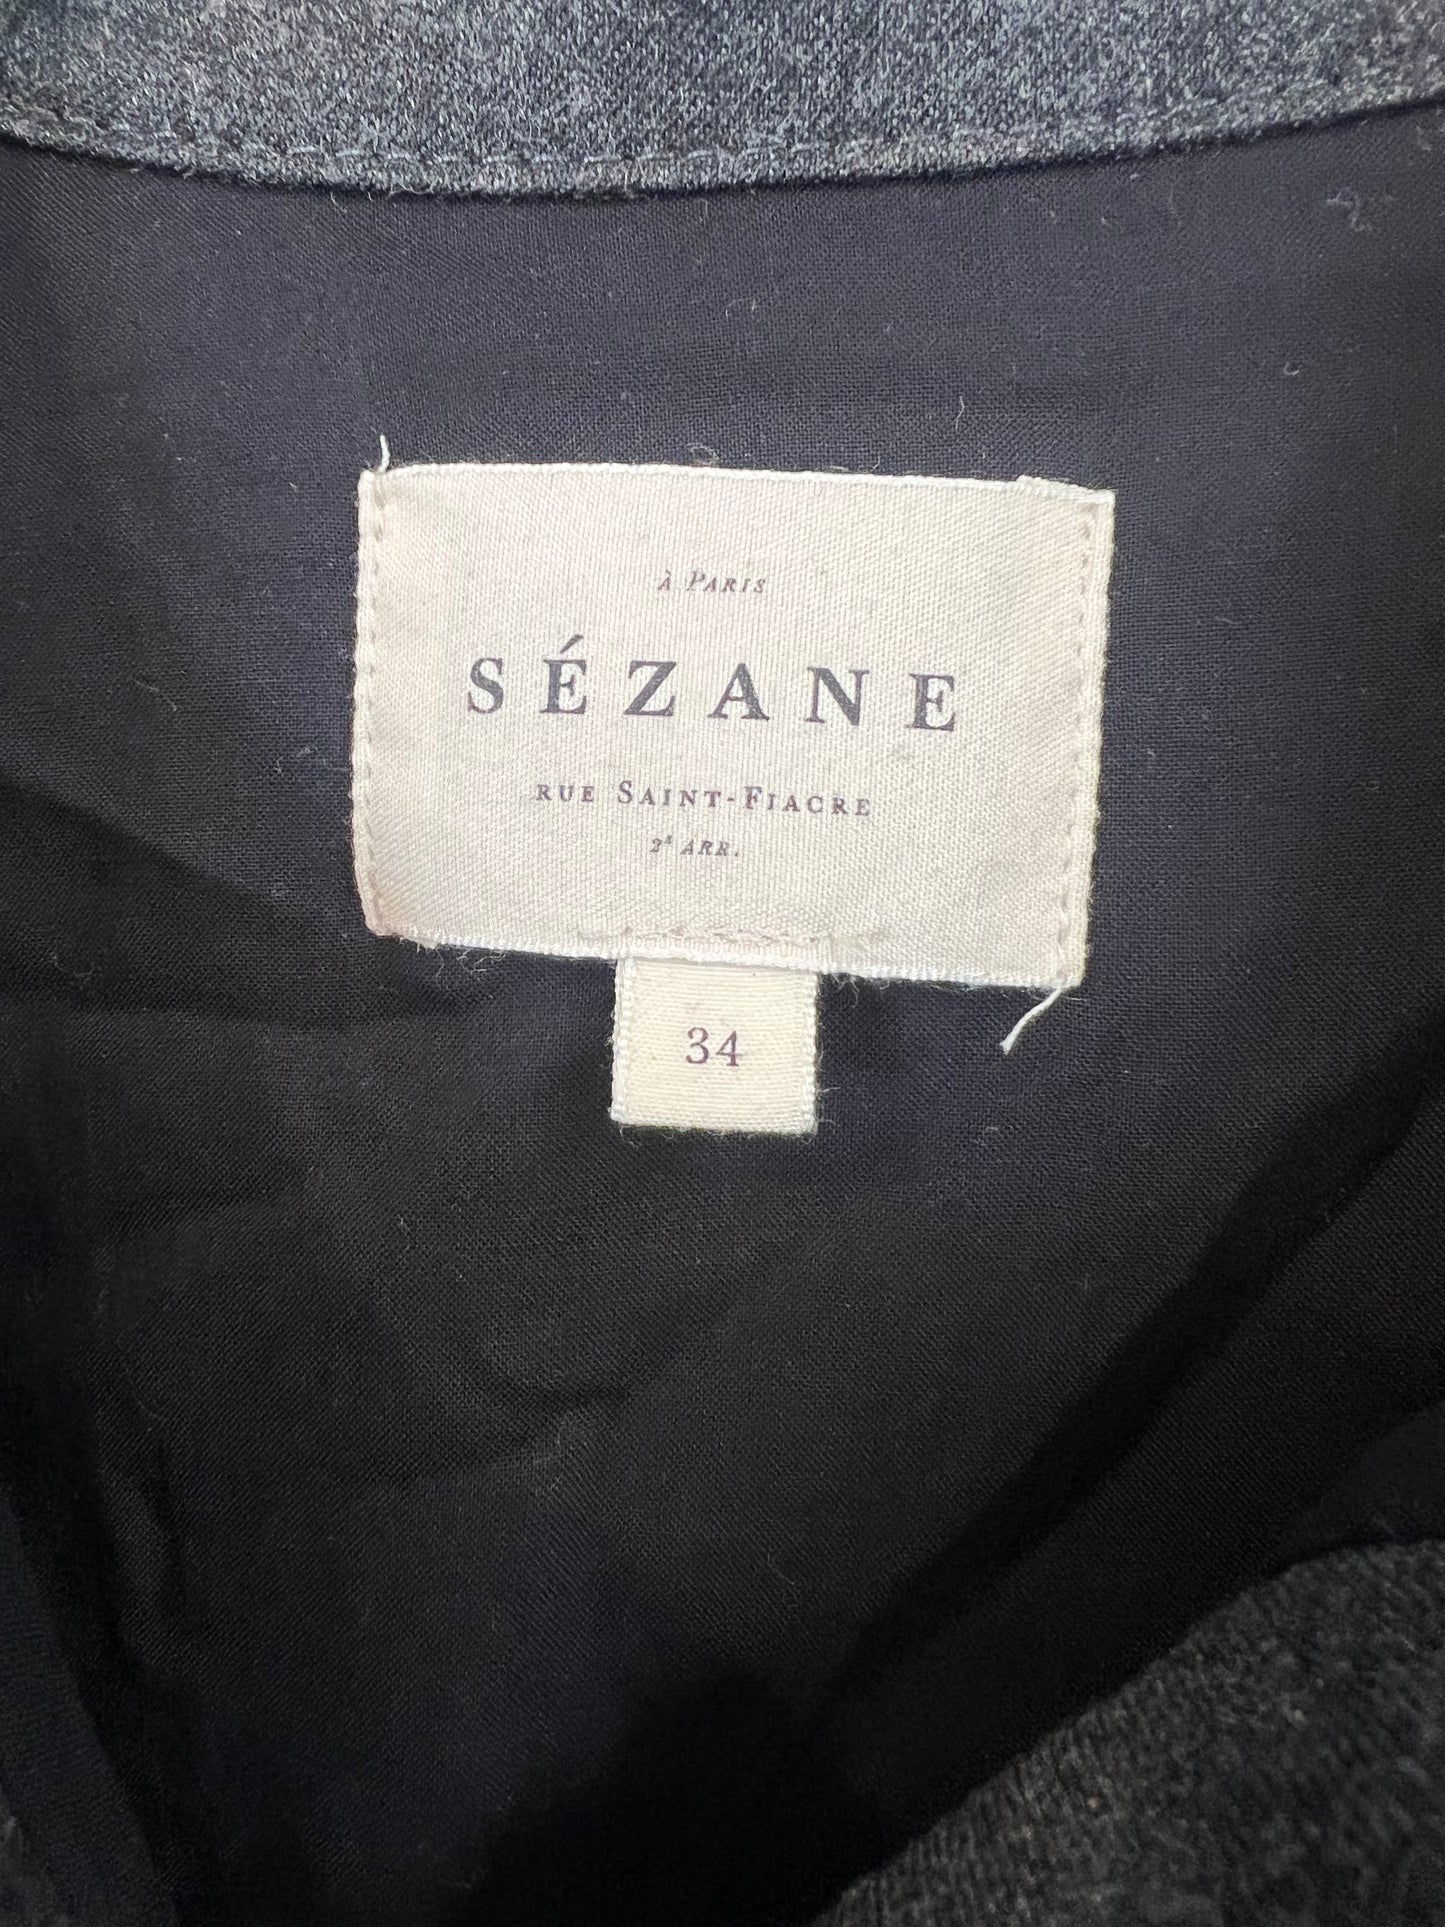 À PARIS
SÉZANE
RUE SAINT-FIACRE
2E ARR.
34